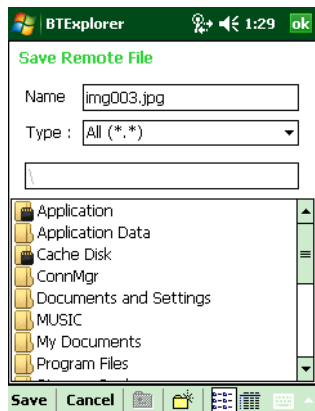 BTExplorer 1:29 ok
Save Remote File
Name img003.jpg
Type : All (*.*)
\
Application
Application Data
Cache Disk
ConnMgr
Documents and Settings
MUSIC
My Documents
Program Files
Save Cancel